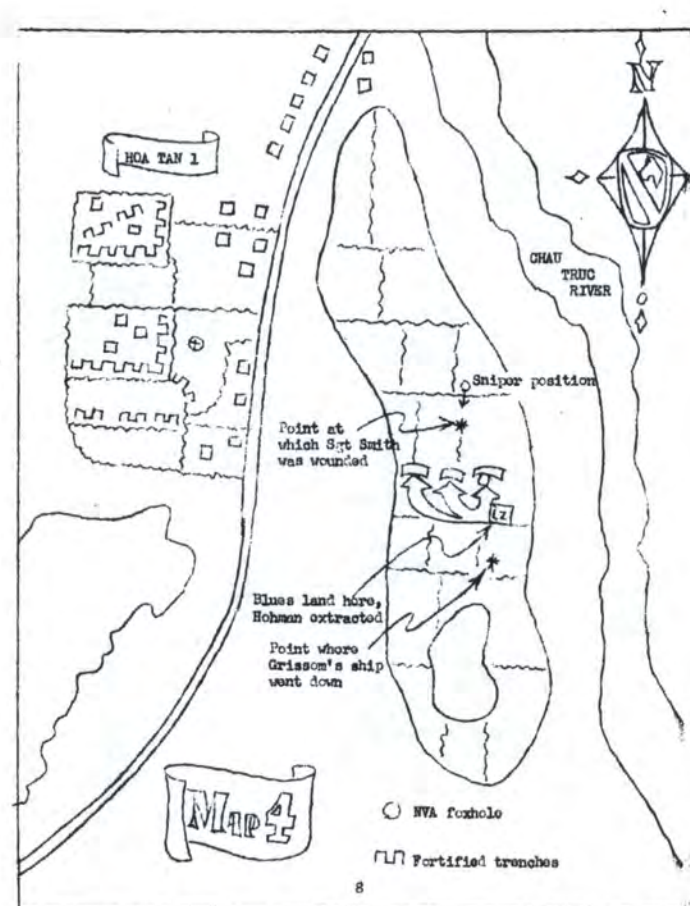 N
HOA TAN 1
CHAU
TRUC
RIVER
Snipor position
Point at
which Sgt Smith
was wounded
LZ
Blues land here,
Hohman extracted
Point where
Grissom's ship
went down
Map 4
NVA foxhole
Fortified trenches
8